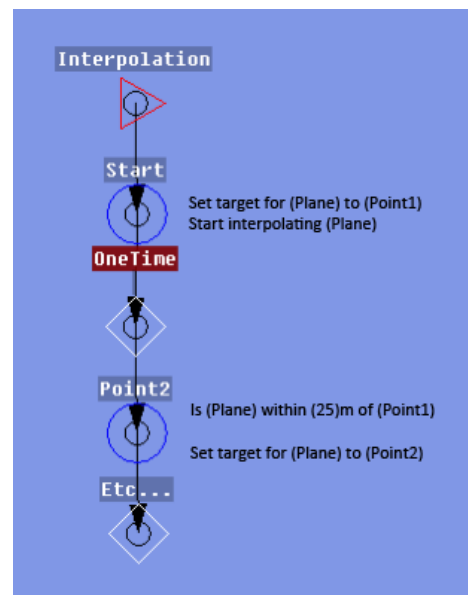 Interpolation
Start
Set target for (Plane) to (Point1)
Start interpolating (Plane)
OneTime
Point2
Is (Plane) within (25)m of (Point1)
Set target for (Plane) to (Point2)
Etc...